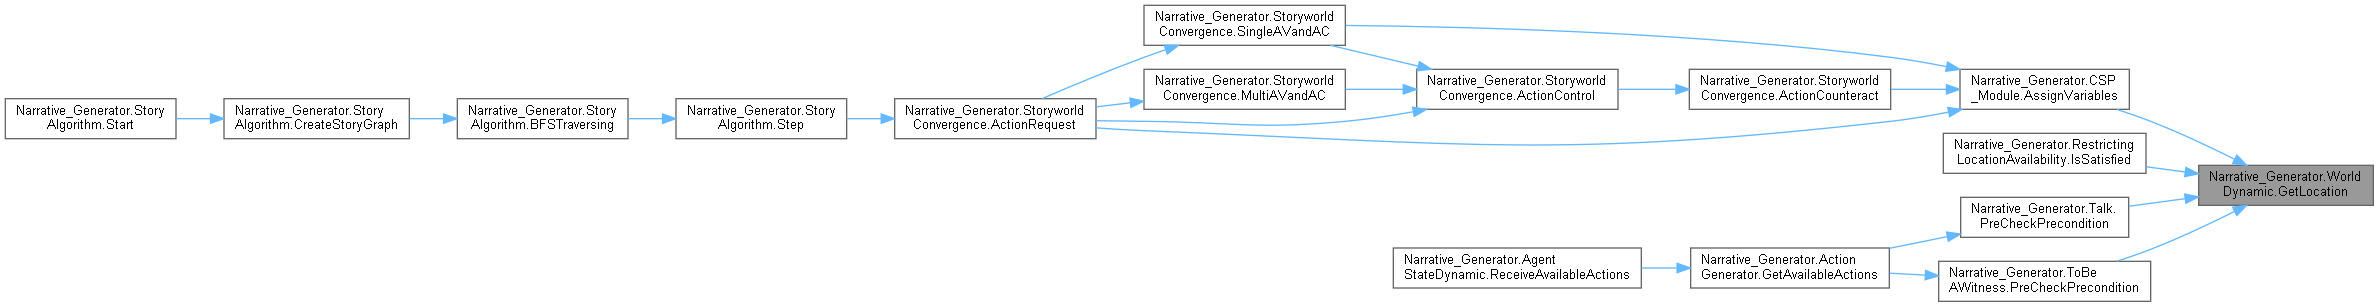 Narrative_Generator.Story
Algorithm.Start
Narrative_Generator.Story
Algorithm.CreateStoryGraph
Narrative_Generator.Story
Algorithm.BFSTraversing
Narrative_Generator.Story
Algorithm.Step
Narrative_Generator.Storyworld
Convergence.ActionRequest
Narrative_Generator.Storyworld
Convergence.SingleAVandAC
Narrative_Generator.Storyworld
Convergence.MultiAVandAC
Narrative_Generator.Storyworld
Convergence.ActionControl
Narrative_Generator.Storyworld
Convergence.ActionCounteract
Narrative_Generator.CSP
_Module.AssignVariables
Narrative_Generator.Restricting
LocationAvailability.IsSatisfied
Narrative_Generator.World
Dynamic.GetLocation
Narrative_Generator.Talk.
PreCheckPrecondition
Narrative_Generator.Agent
StateDynamic.ReceiveAvailableActions
Narrative_Generator.Action
Generator.GetAvailableActions
Narrative_Generator.ToBe
AWitness.PreCheckPrecondition